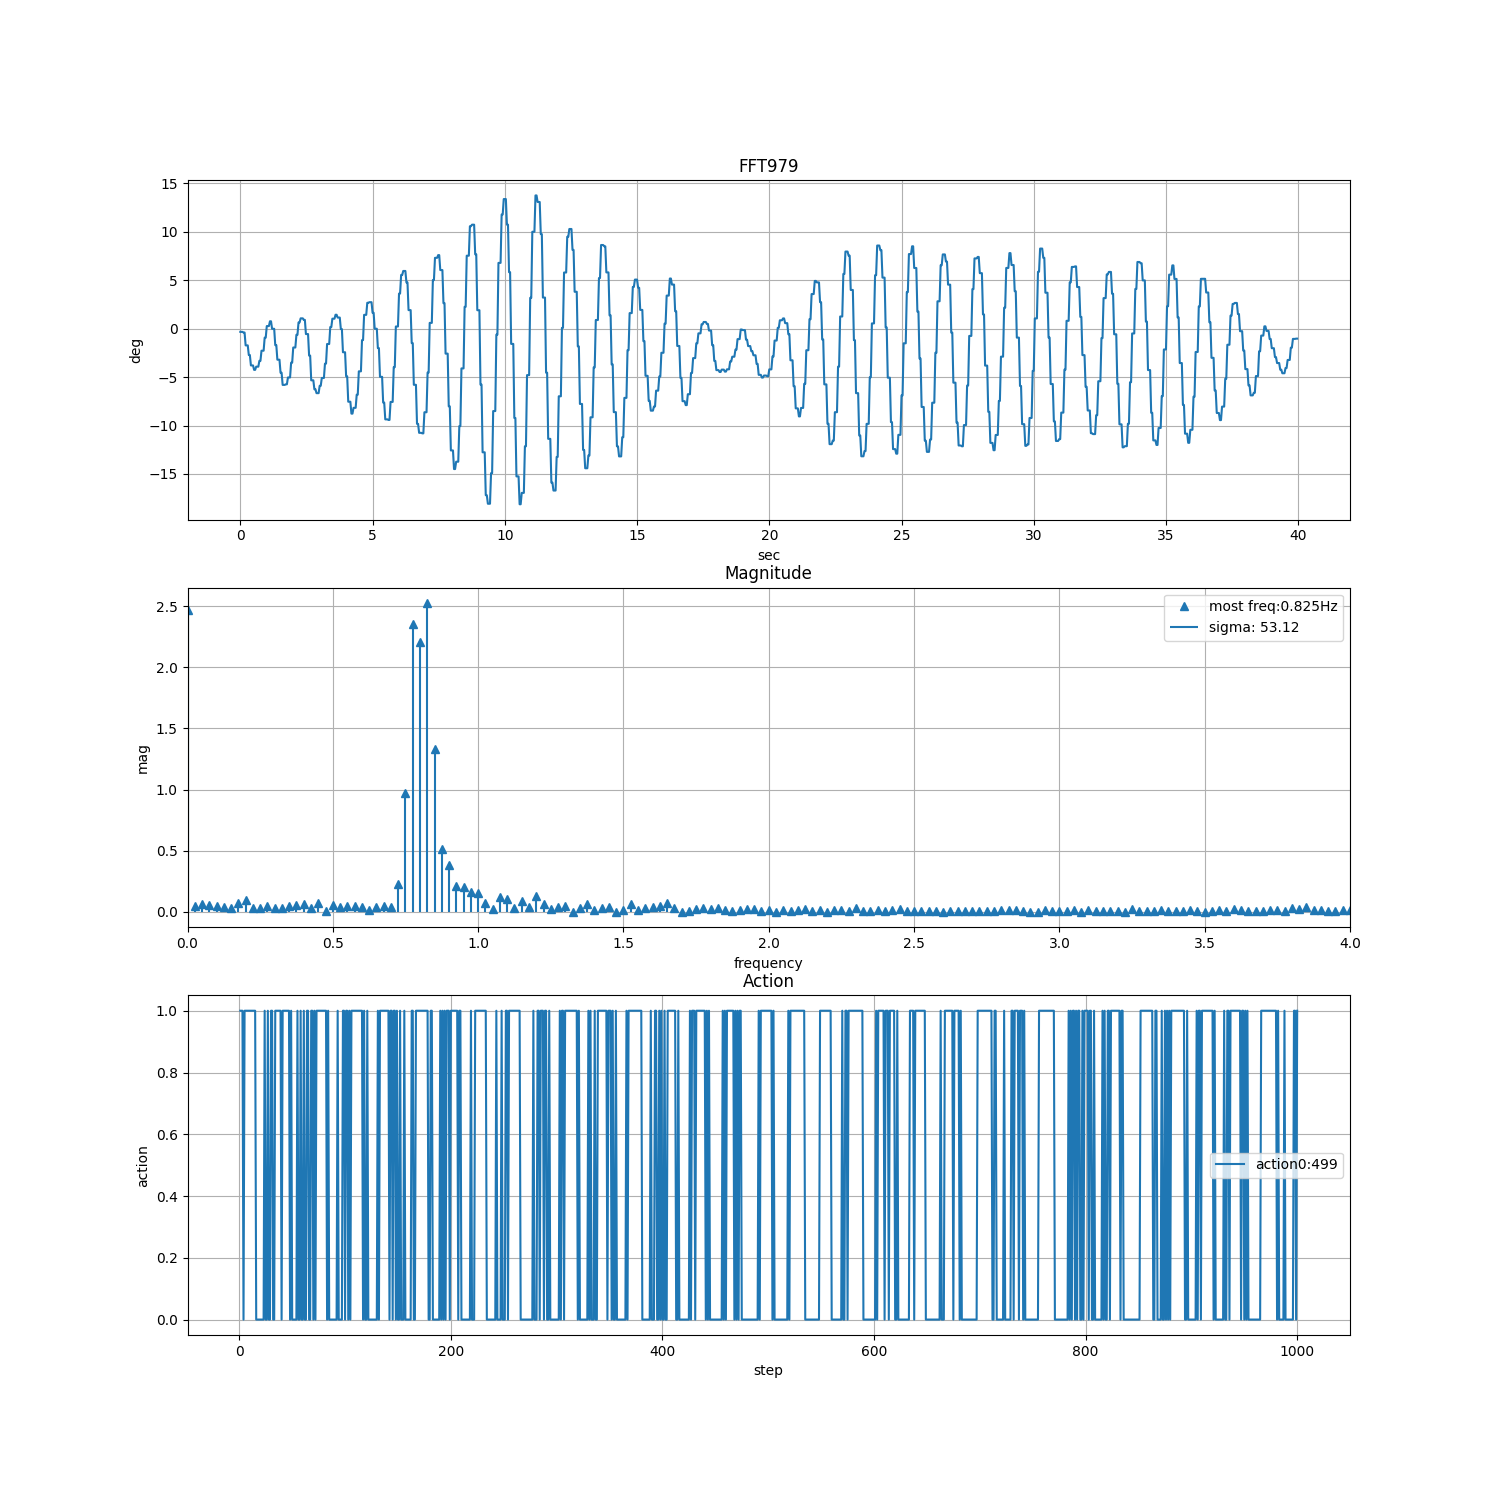 FFT979
15
10
5
0
−5
−10
−15
deg
0 5 10 15 20 25 30 35 40
sec
Magnitude
2.5
2.0
1.5
1.0
0.5
0.0
mag
most freq:0.825Hz
sigma: 53.12
0.0 0.5 1.0 1.5 2.0 2.5 3.0 3.5 4.0
frequency
Action
1.0
0.8
0.6
0.4
0.2
0.0
action
action0:499
0 200 400 600 800 1000
step